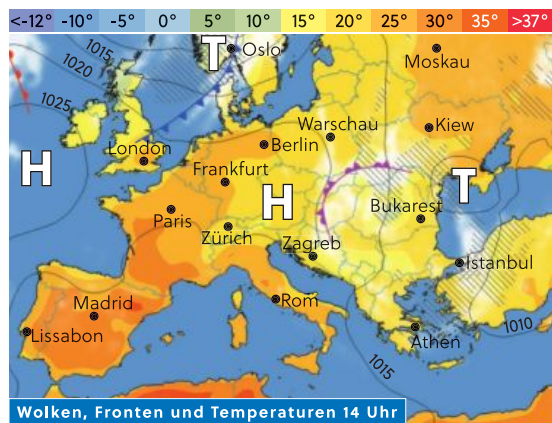 <-12° -10° -5° 0° 5° 10° 15° 20° 25° 30° 35° >37°
1015
T
Oslo
Moskau
1020
1025
Warschau
Kiew
London
Berlin
H
Frankfurt
T
H
Paris
Bukarest
Zürich
Zagreb
Istanbul
Madrid
Rom
Lissabon
1010
Athen
1015
Wolken, Fronten und Temperaturen 14 Uhr